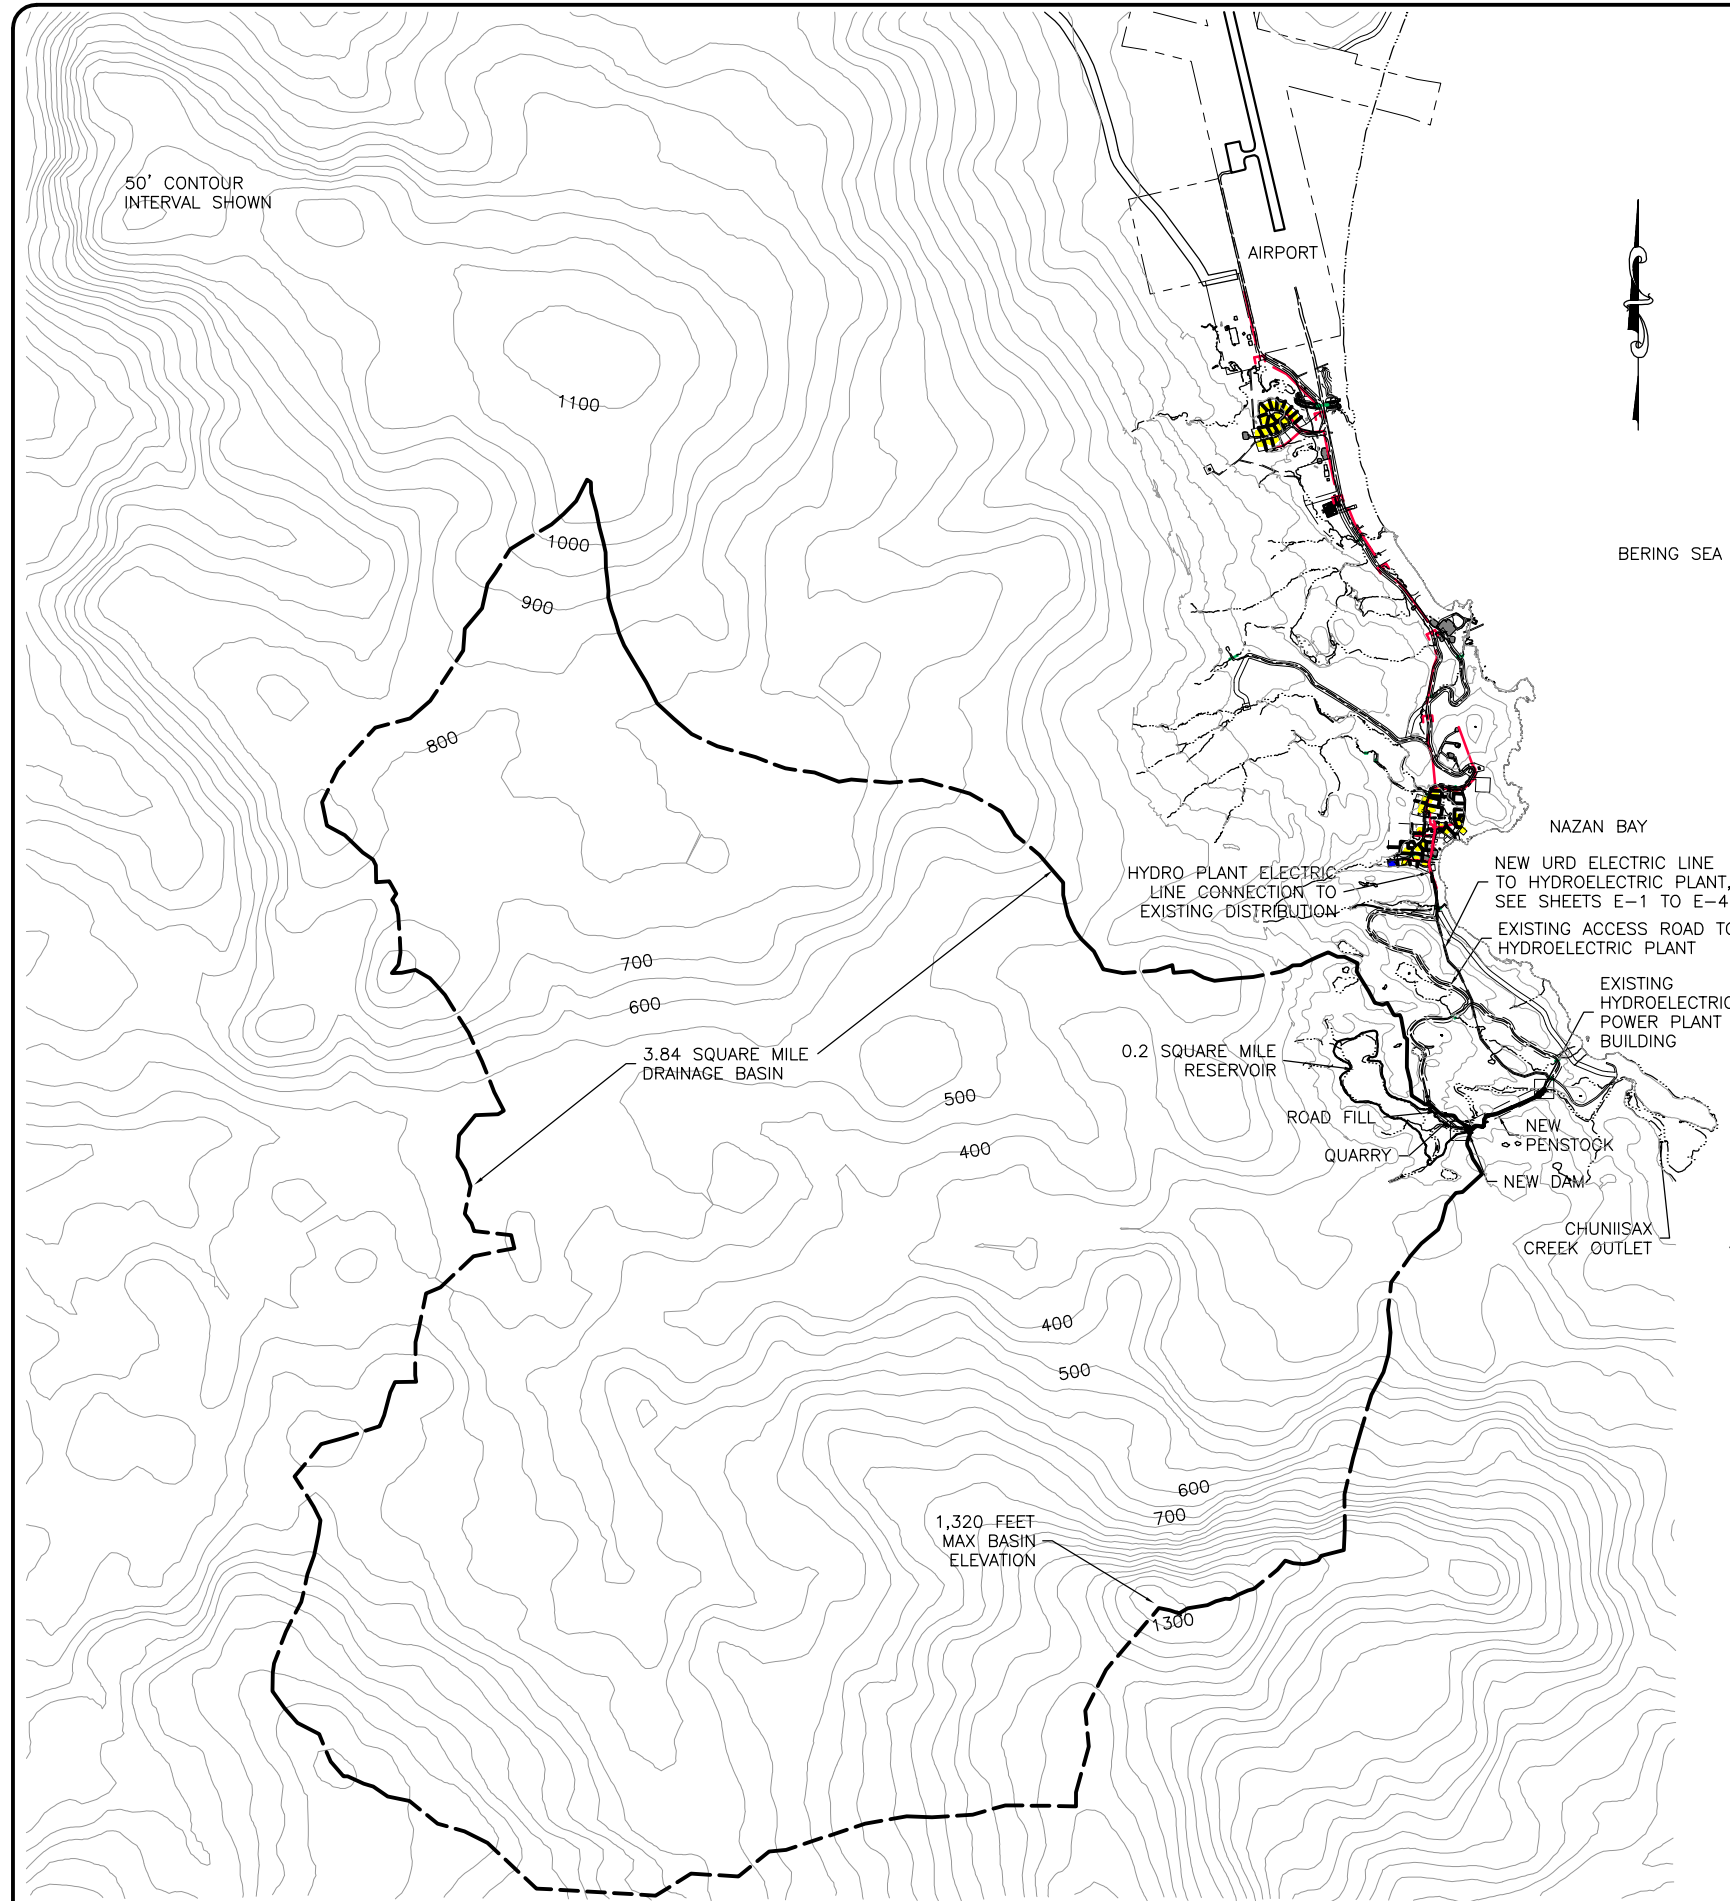 50' CONTOUR
INTERVAL SHOWN
AIRPORT
1100
BERING SEA
1000
900
800
NAZAN BAY
HYDRO PLANT ELECTRIC
LINE CONNECTION TO
EXISTING DISTRIBUTION
NEW URD ELECTRIC LINE
TO HYDROELECTRIC PLANT,
SEE SHEETS E-1 TO E-4
EXISTING ACCESS ROAD TO
HYDROELECTRIC PLANT
700
600
EXISTING
HYDROELECTRIC
POWER PLANT
BUILDING
3.84 SQUARE MILE
DRAINAGE BASIN
0.2 SQUARE MILE
RESERVOIR
500
ROAD FILL
NEW
PENSTOCK
400
QUARRY
NEW DAM
CHUNIISAX
CREEK OUTLET
400
500
600
700
1,320 FEET
MAX BASIN
ELEVATION
1300